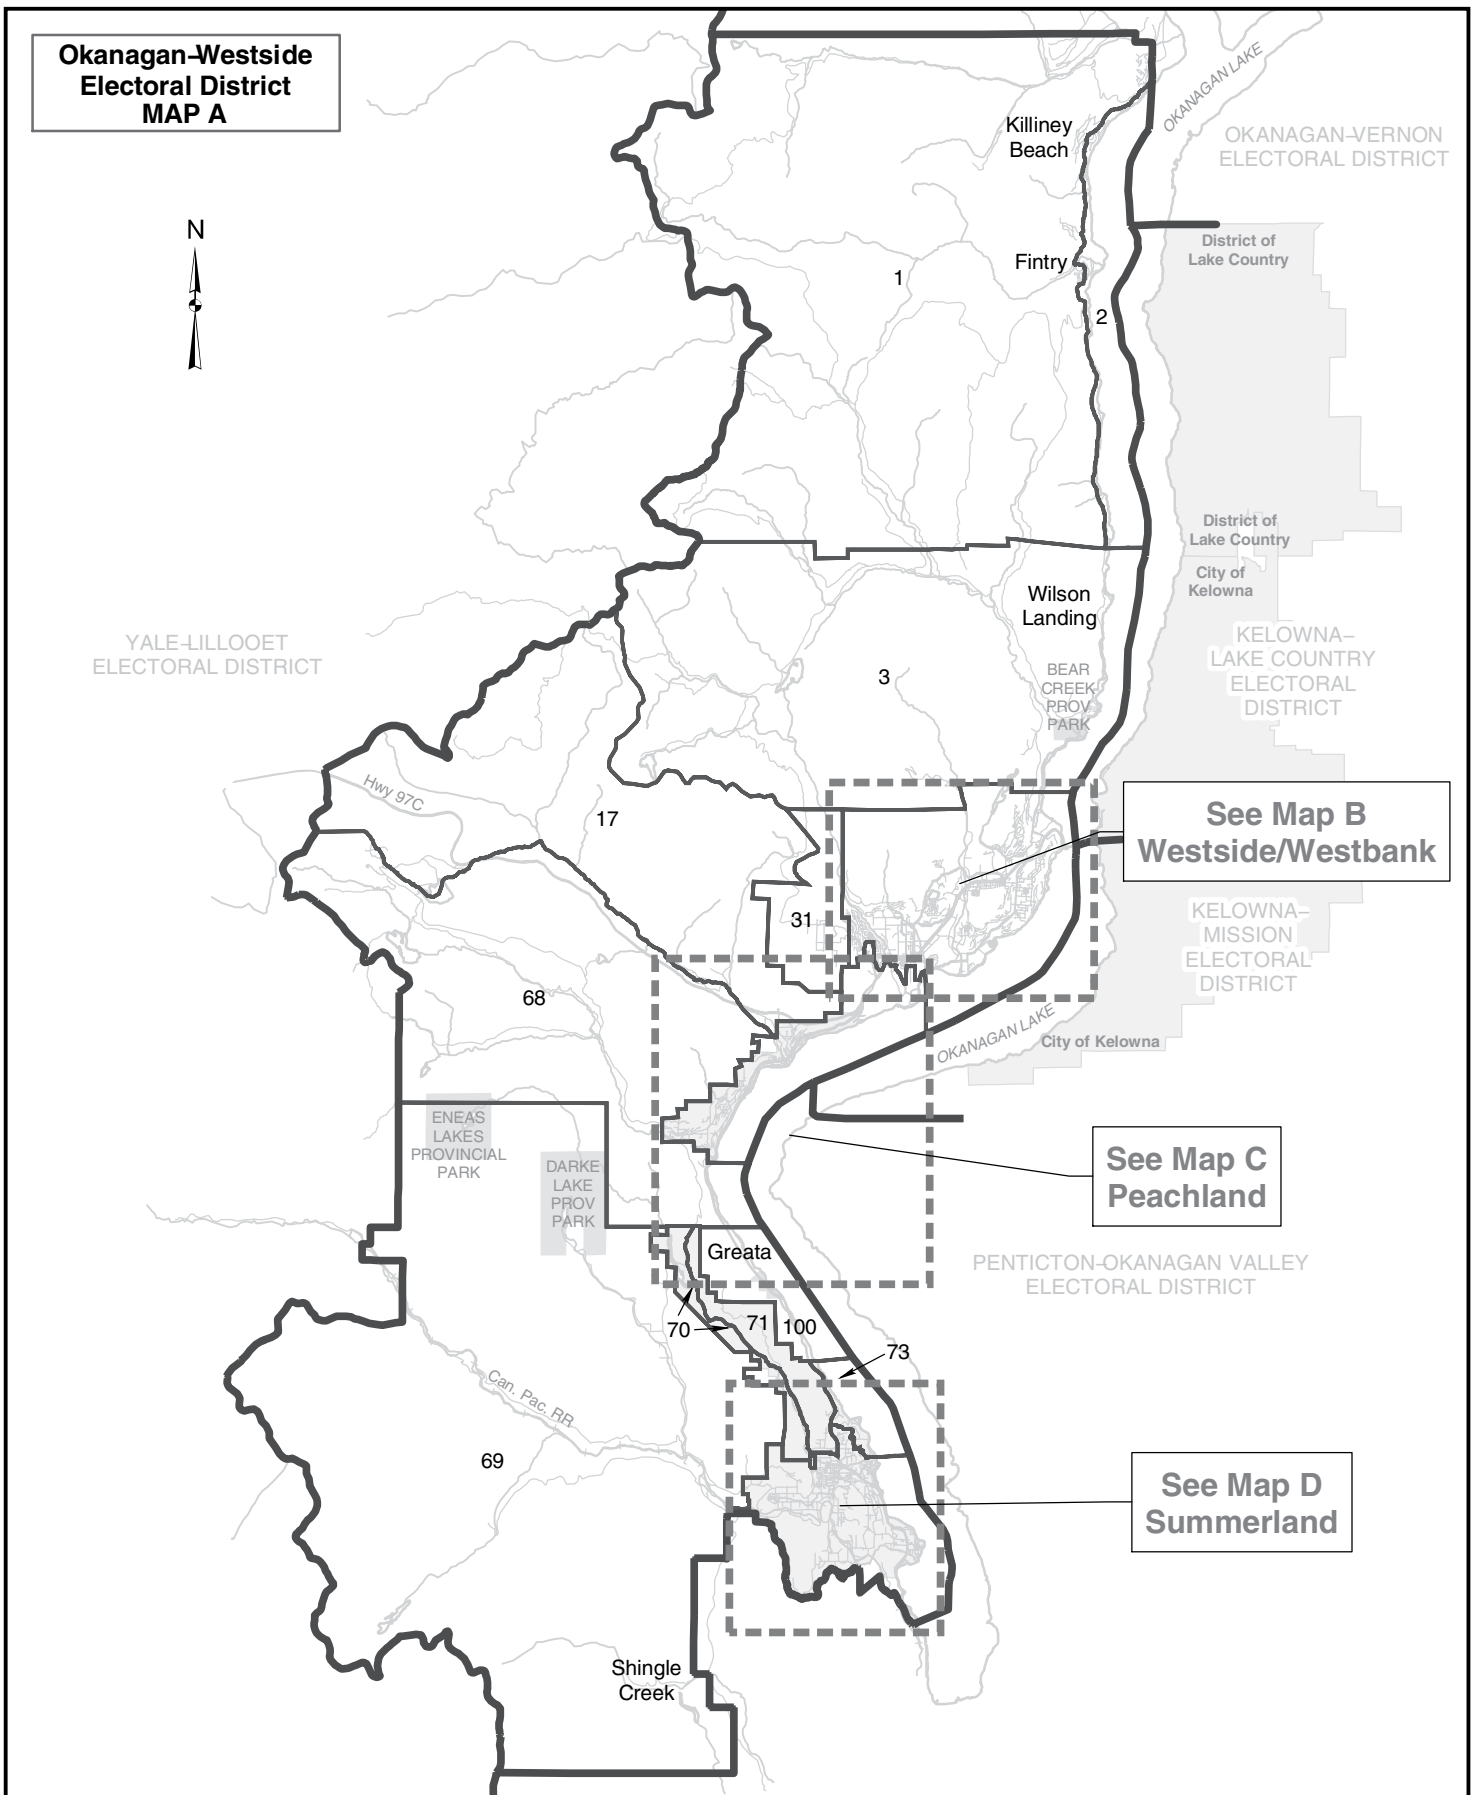 Okanagan–Westside
Electoral District
MAP A
N
Killiney
Beach
OKANAGAN LAKE
OKANAGAN–VERNON
ELECTORAL DISTRICT
District of
Lake Country
Fintry
1
2
District of
Lake Country
City of
Kelowna
Wilson
Landing
YALE–LILLOOET
ELECTORAL DISTRICT
KELOWNA–
LAKE COUNTRY
ELECTORAL
DISTRICT
3
BEAR
CREEK
PROV
PARK
Hwy 97C
17
See Map B
Westside/Westbank
31
KELOWNA–
MISSION
ELECTORAL
DISTRICT
68
OKANAGAN LAKE
City of Kelowna
ENEAS
LAKES
PROVINCIAL
PARK
DARKE
LAKE
PROV
PARK
See Map C
Peachland
Greata
PENTICTON–OKANAGAN VALLEY
ELECTORAL DISTRICT
70
71
100
73
Can. Pac. RR
69
See Map D
Summerland
Shingle
Creek